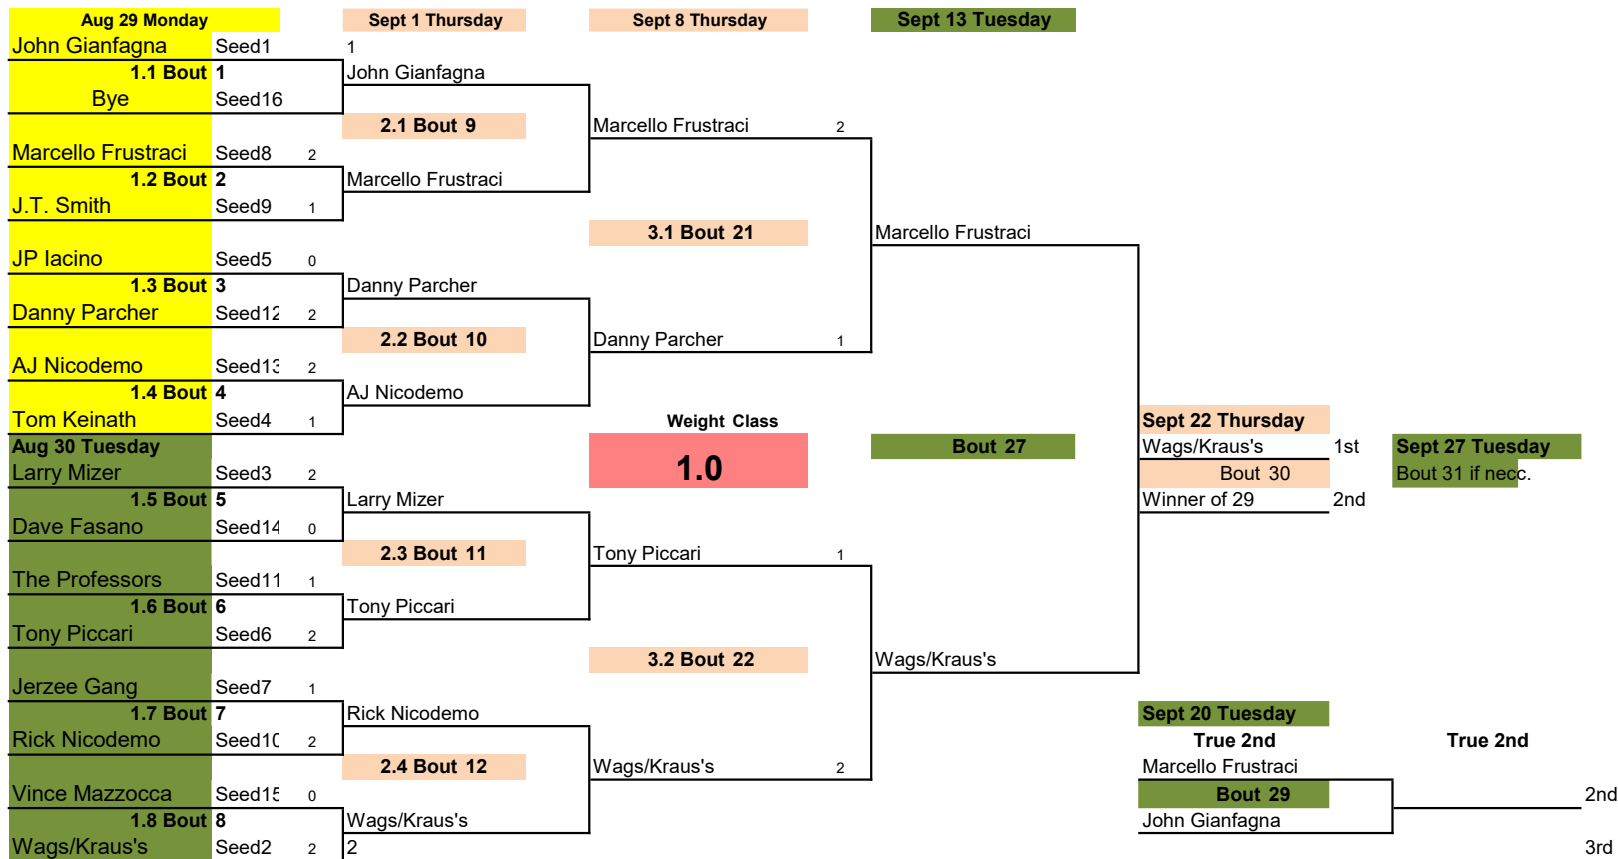 Aug 29 Monday Sept 1 Thursday Sept 8 Thursday Sept 13 Tuesday
John Gianfagna Seed1 1
1.1 Bout 1 John Gianfagna
Bye Seed16
2.1 Bout 9 Marcello Frustraci 2
Marcello Frustraci Seed8 2
1.2 Bout 2 Marcello Frustraci
J.T. Smith Seed9 1
3.1 Bout 21 Marcello Frustraci
JP Iacino Seed5 0
1.3 Bout 3 Danny Parcher
Danny Parcher Seed12 2
2.2 Bout 10 Danny Parcher 1
AJ Nicodemo Seed13 2
1.4 Bout 4 AJ Nicodemo
Tom Keinath Seed4 1 Weight Class Sept 22 Thursday
Aug 30 Tuesday Bout 27 Wags/Kraus's 1st Sept 27 Tuesday
Larry Mizer Seed3 2 1.0 Bout 30 Bout 31 if necc.
1.5 Bout 5 Larry Mizer Winner of 29 2nd
Dave Fasano Seed14 0
2.3 Bout 11 Tony Piccari 1
The Professors Seed11 1
1.6 Bout 6 Tony Piccari
Tony Piccari Seed6 2
3.2 Bout 22 Wags/Kraus's
Jerzee Gang Seed7 1
1.7 Bout 7 Rick Nicodemo Sept 20 Tuesday
Rick Nicodemo Seed10 2 True 2nd True 2nd
2.4 Bout 12 Wags/Kraus's 2 Marcello Frustraci
Vince Mazzocca Seed15 0 Bout 29 2nd
1.8 Bout 8 Wags/Kraus's John Gianfagna
Wags/Kraus's Seed2 2 2 3rd